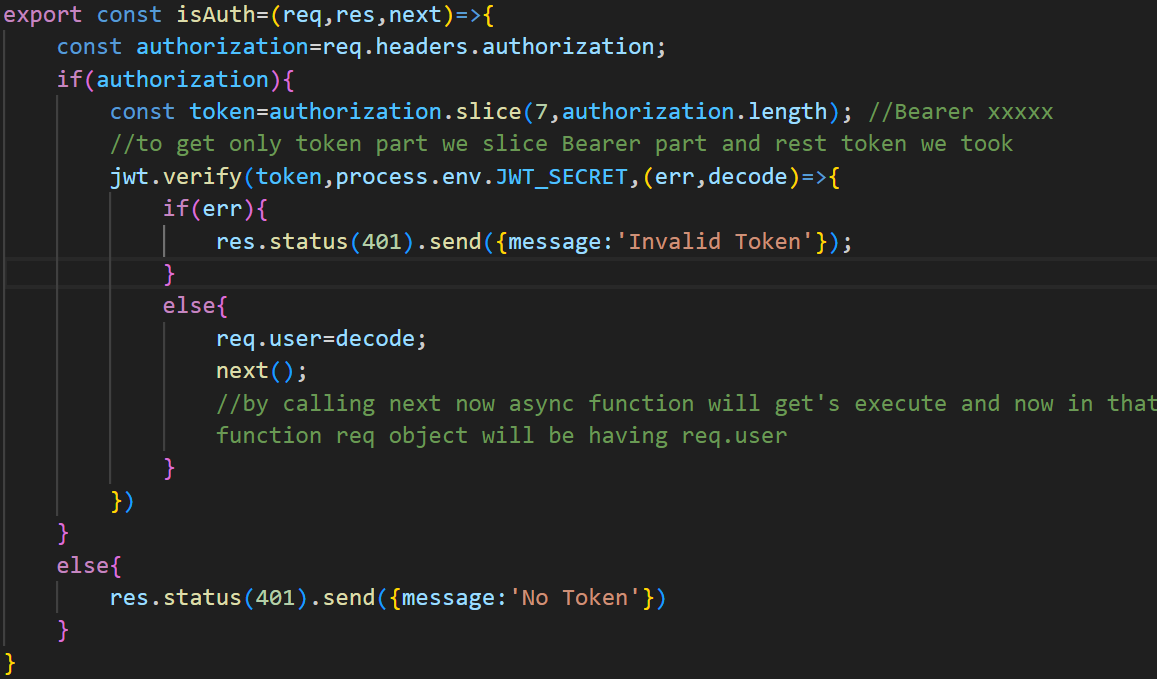 export const isAuth=(req,res,next)=>{
    const authorization=req.headers.authorization;
    if(authorization){
        const token=authorization.slice(7,authorization.length); //Bearer xxxxx
        //to get only token part we slice Bearer part and rest token we took
        jwt.verify(token,process.env.JWT_SECRET,(err,decode)=>{
            if(err){
                res.status(401).send({message:'Invalid Token'});
            }
            else{
                req.user=decode;
                next();
                //by calling next now async function will get's execute and now in that
                function req object will be having req.user
            }
        })
    }
    else{
        res.status(401).send({message:'No Token'})
    }
}